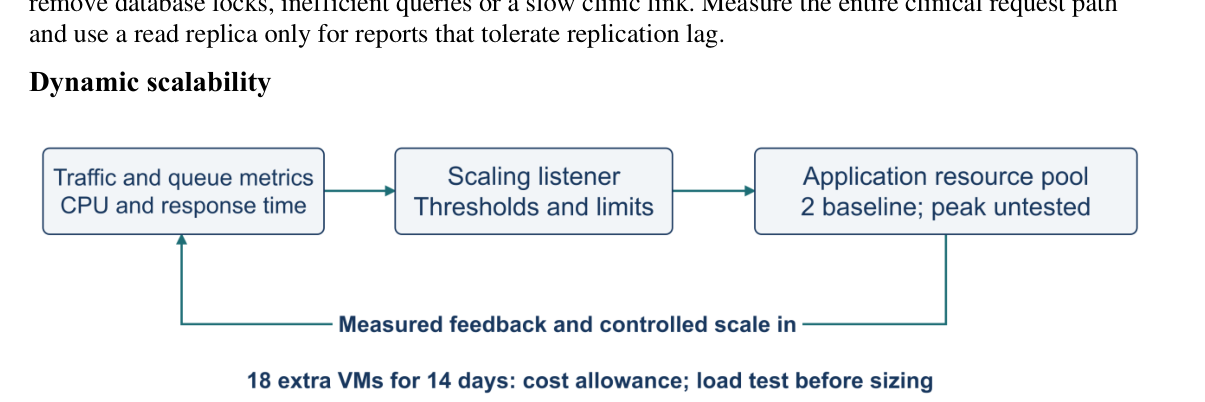 remove database locks, inefficient queries or a slow clinic link. Measure the entire clinical request path
and use a read replica only for reports that tolerate replication lag.
Dynamic scalability
Traffic and queue metrics
CPU and response time
Scaling listener
Thresholds and limits
Application resource pool
2 baseline; peak untested
Measured feedback and controlled scale in
18 extra VMs for 14 days: cost allowance; load test before sizing